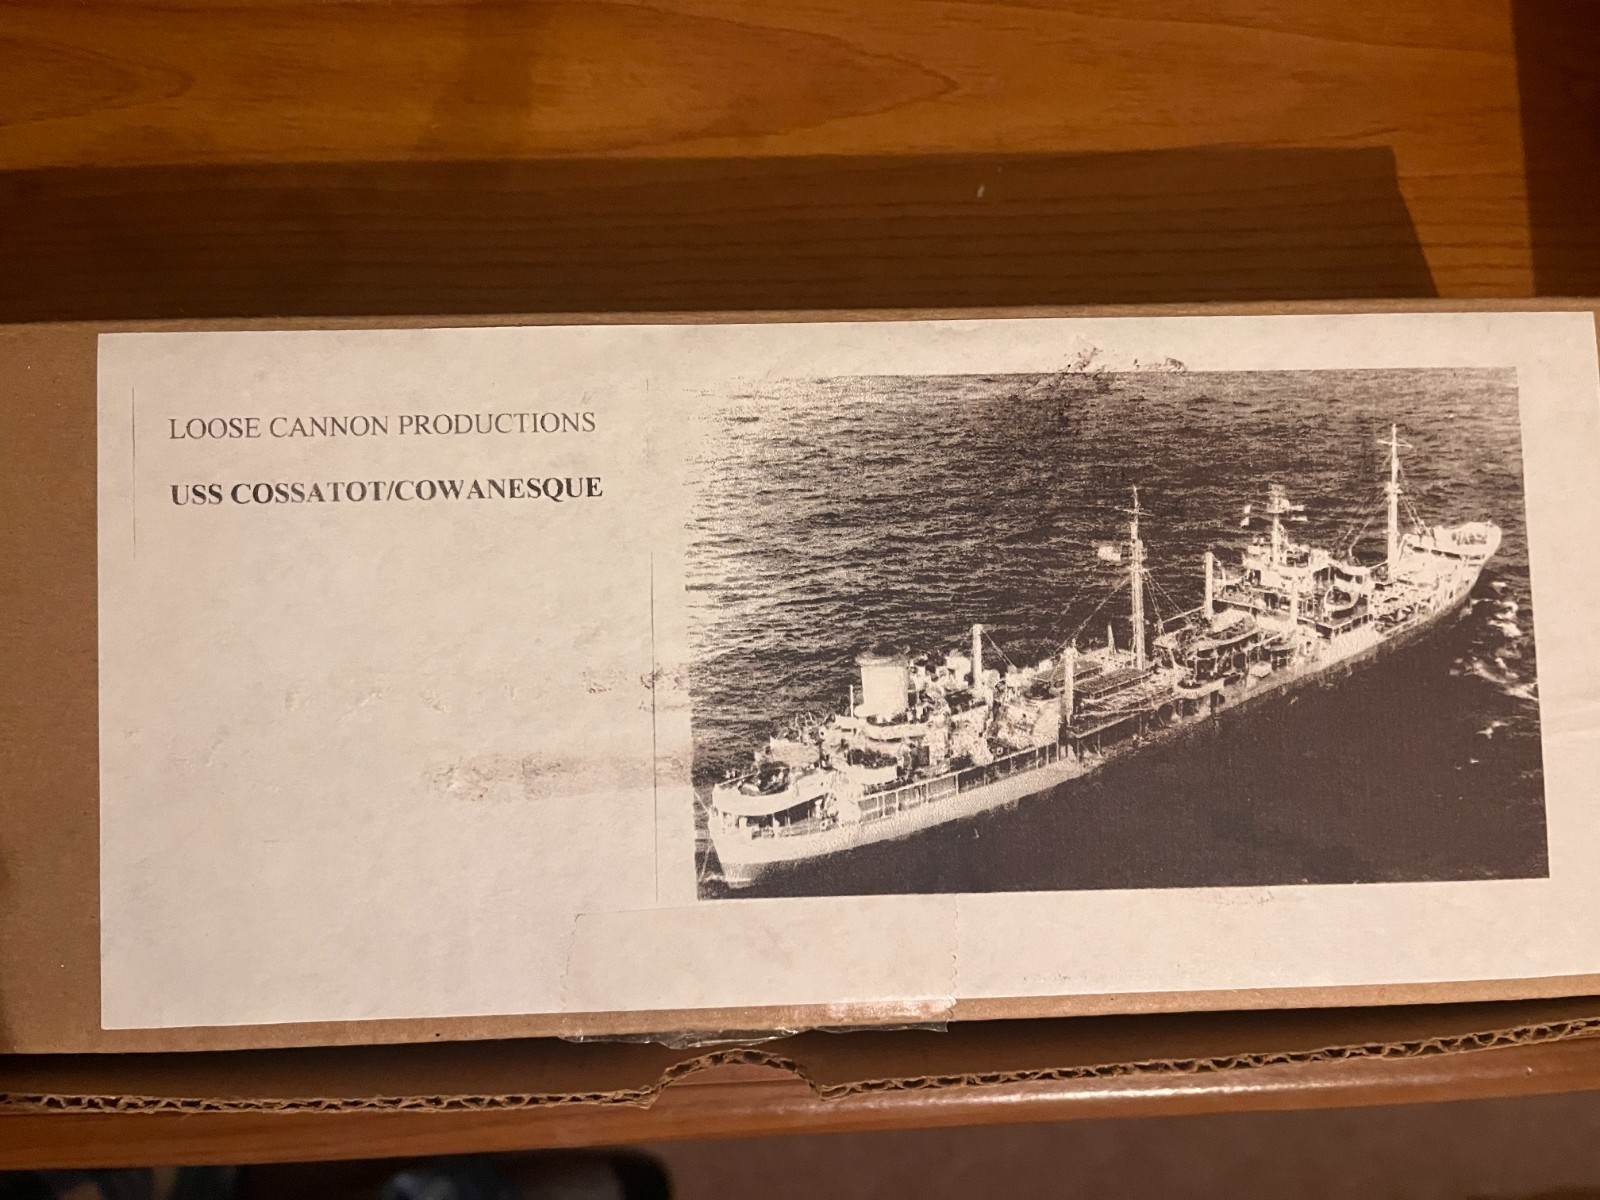 LOOSE CANNON PRODUCTIONS
USS COSSATOT/COWANESQUE